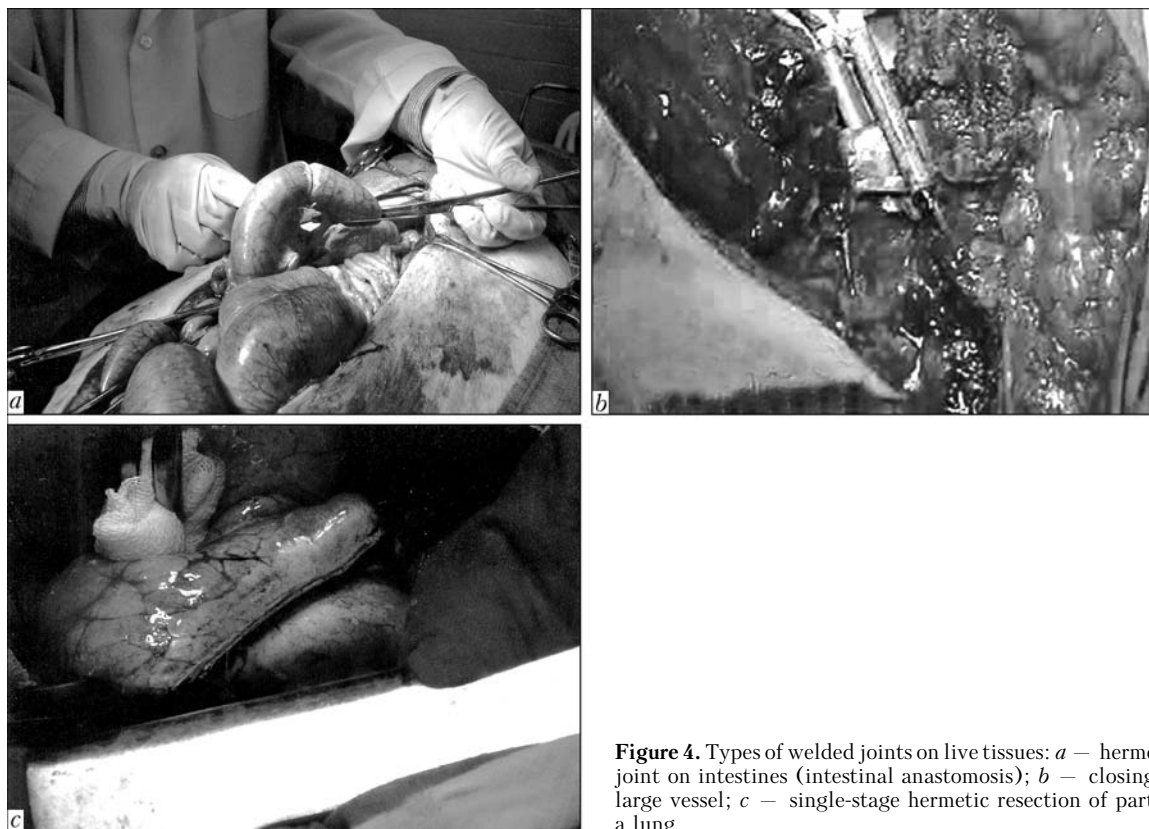 a
b
c
Figure 4. Types of welded joints on live tissues: a — herme
joint on intestines (intestinal anastomosis); b — closing
large vessel; c — single-stage hermetic resection of part
a lung